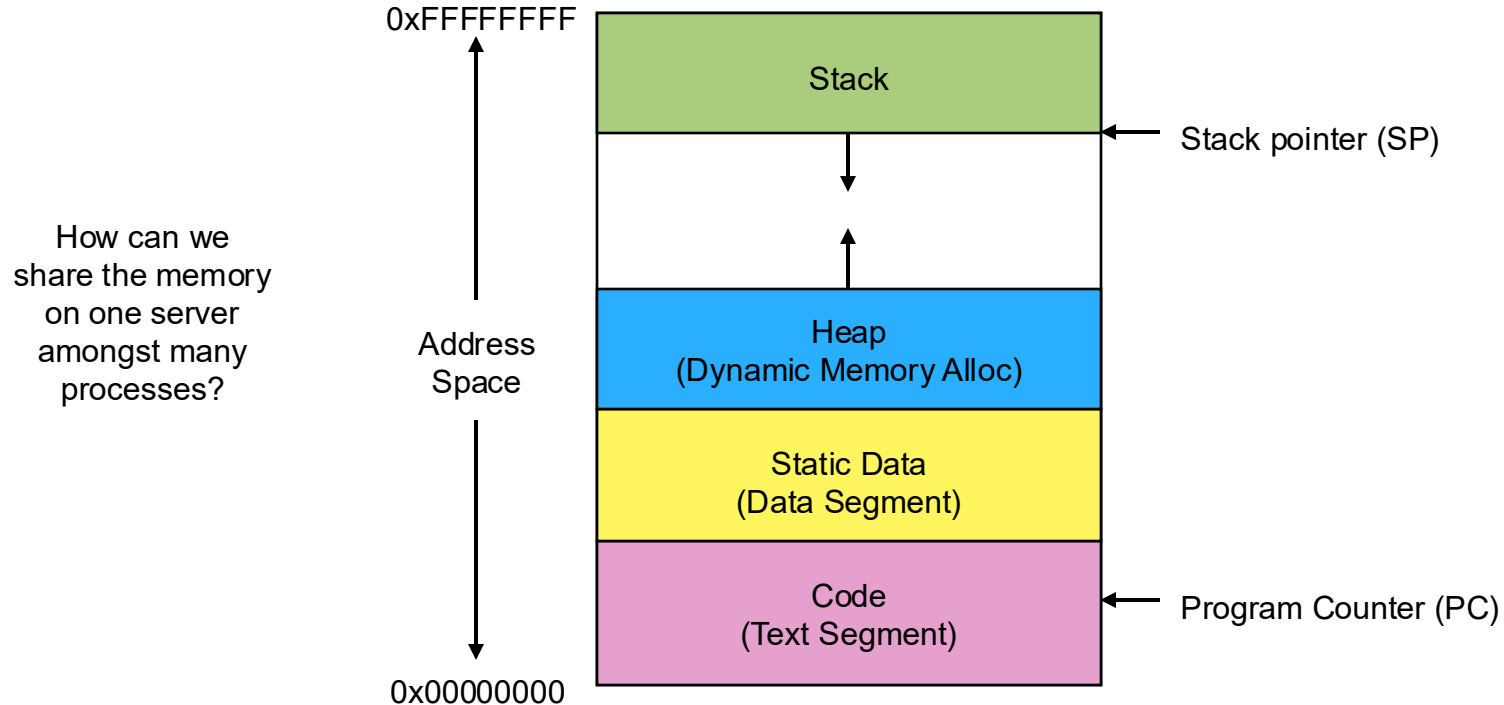 0xFFFFFFFF
Stack
Stack pointer (SP)
How can we
share the memory
on one server
amongst many
processes?
Address
Space
Heap
(Dynamic Memory Alloc)
Static Data
(Data Segment)
Code
(Text Segment)
Program Counter (PC)
0x00000000